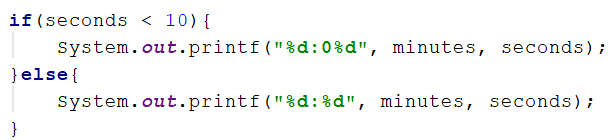 if(seconds < 10){
    System.out.printf("%d:0%d", minutes, seconds);
}else{
    System.out.printf("%d:%d", minutes, seconds);
}